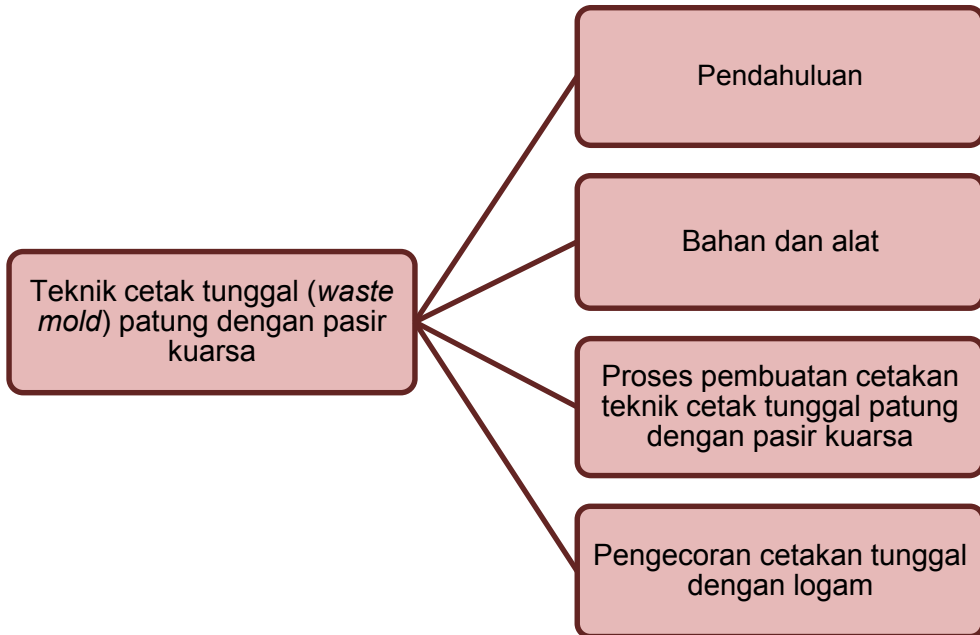 Pendahuluan
Bahan dan alat
Teknik cetak tunggal (waste
mold) patung dengan pasir
kuarsa
Proses pembuatan cetakan
teknik cetak tunggal patung
dengan pasir kuarsa
Pengecoran cetakan tunggal
dengan logam